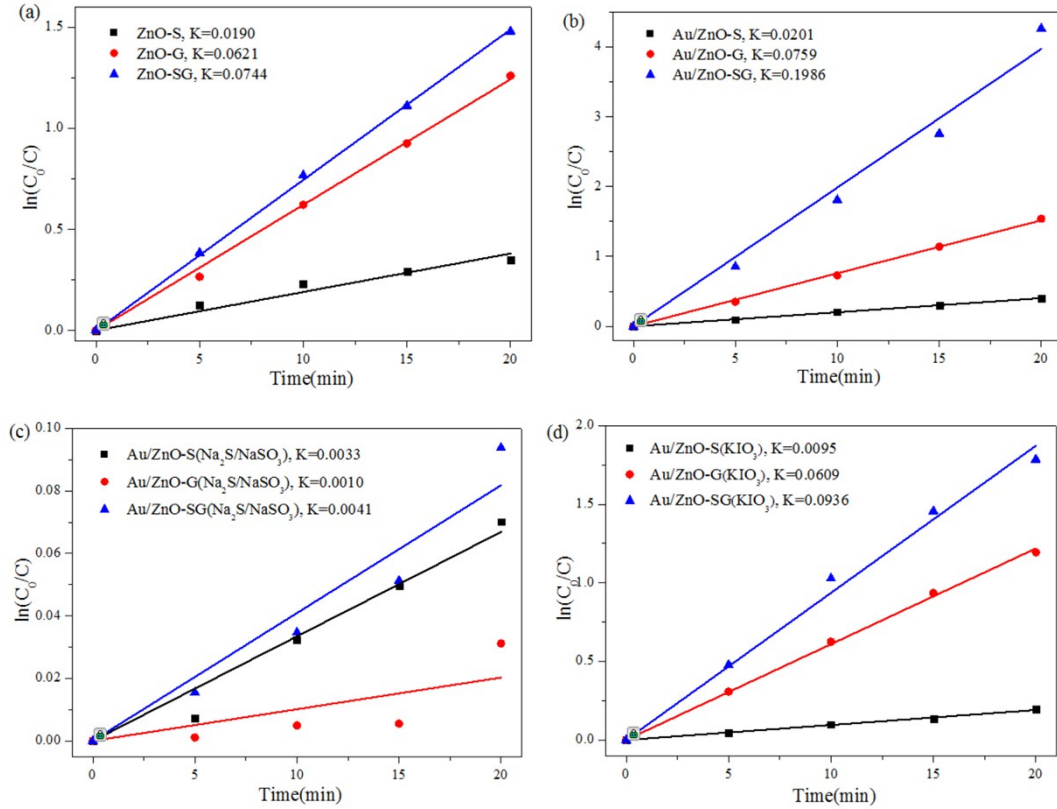 (a)
ZnO-S, K=0.0190
ZnO-G, K=0.0621
ZnO-SG, K=0.0744
ln(C₀/C)
1.5
1.0
0.5
0.0
0 5 10 15 20
Time(min)
(b)
Au/ZnO-S, K=0.0201
Au/ZnO-G, K=0.0759
Au/ZnO-SG, K=0.1986
ln(C₀/C)
4
3
2
1
0
0 5 10 15 20
Time(min)
(c)
Au/ZnO-S(Na₂S/NaSO₃), K=0.0033
Au/ZnO-G(Na₂S/NaSO₃), K=0.0010
Au/ZnO-SG(Na₂S/NaSO₃), K=0.0041
ln(C₀/C)
0.10
0.08
0.06
0.04
0.02
0.00
0 5 10 15 20
Time(min)
(d)
Au/ZnO-S(KIO₃), K=0.0095
Au/ZnO-G(KIO₃), K=0.0609
Au/ZnO-SG(KIO₃), K=0.0936
ln(C₀/C)
2.0
1.5
1.0
0.5
0.0
0 5 10 15 20
Time(min)